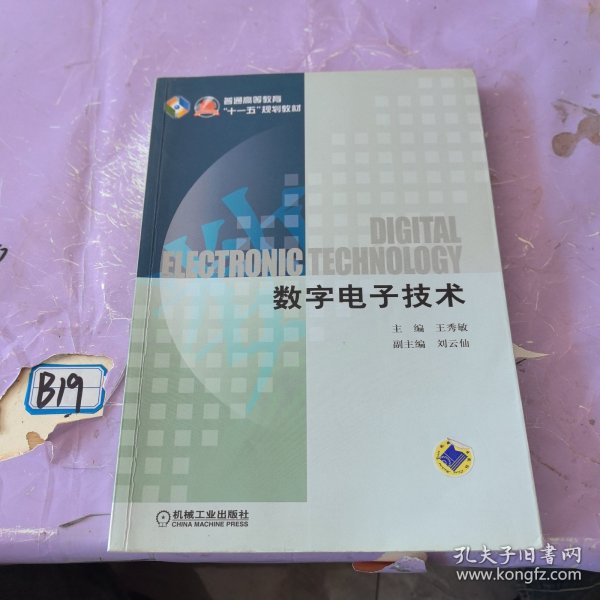 普通高等教育
"十一五"规划教材
DIGITAL
ELECTRONIC TECHNOLOGY
数字电子技术
主 编 王秀敏
副主编 刘云仙
B19
机械工业出版社
CHINA MACHINE PRESS
孔夫子旧书网
www.kongfz.com